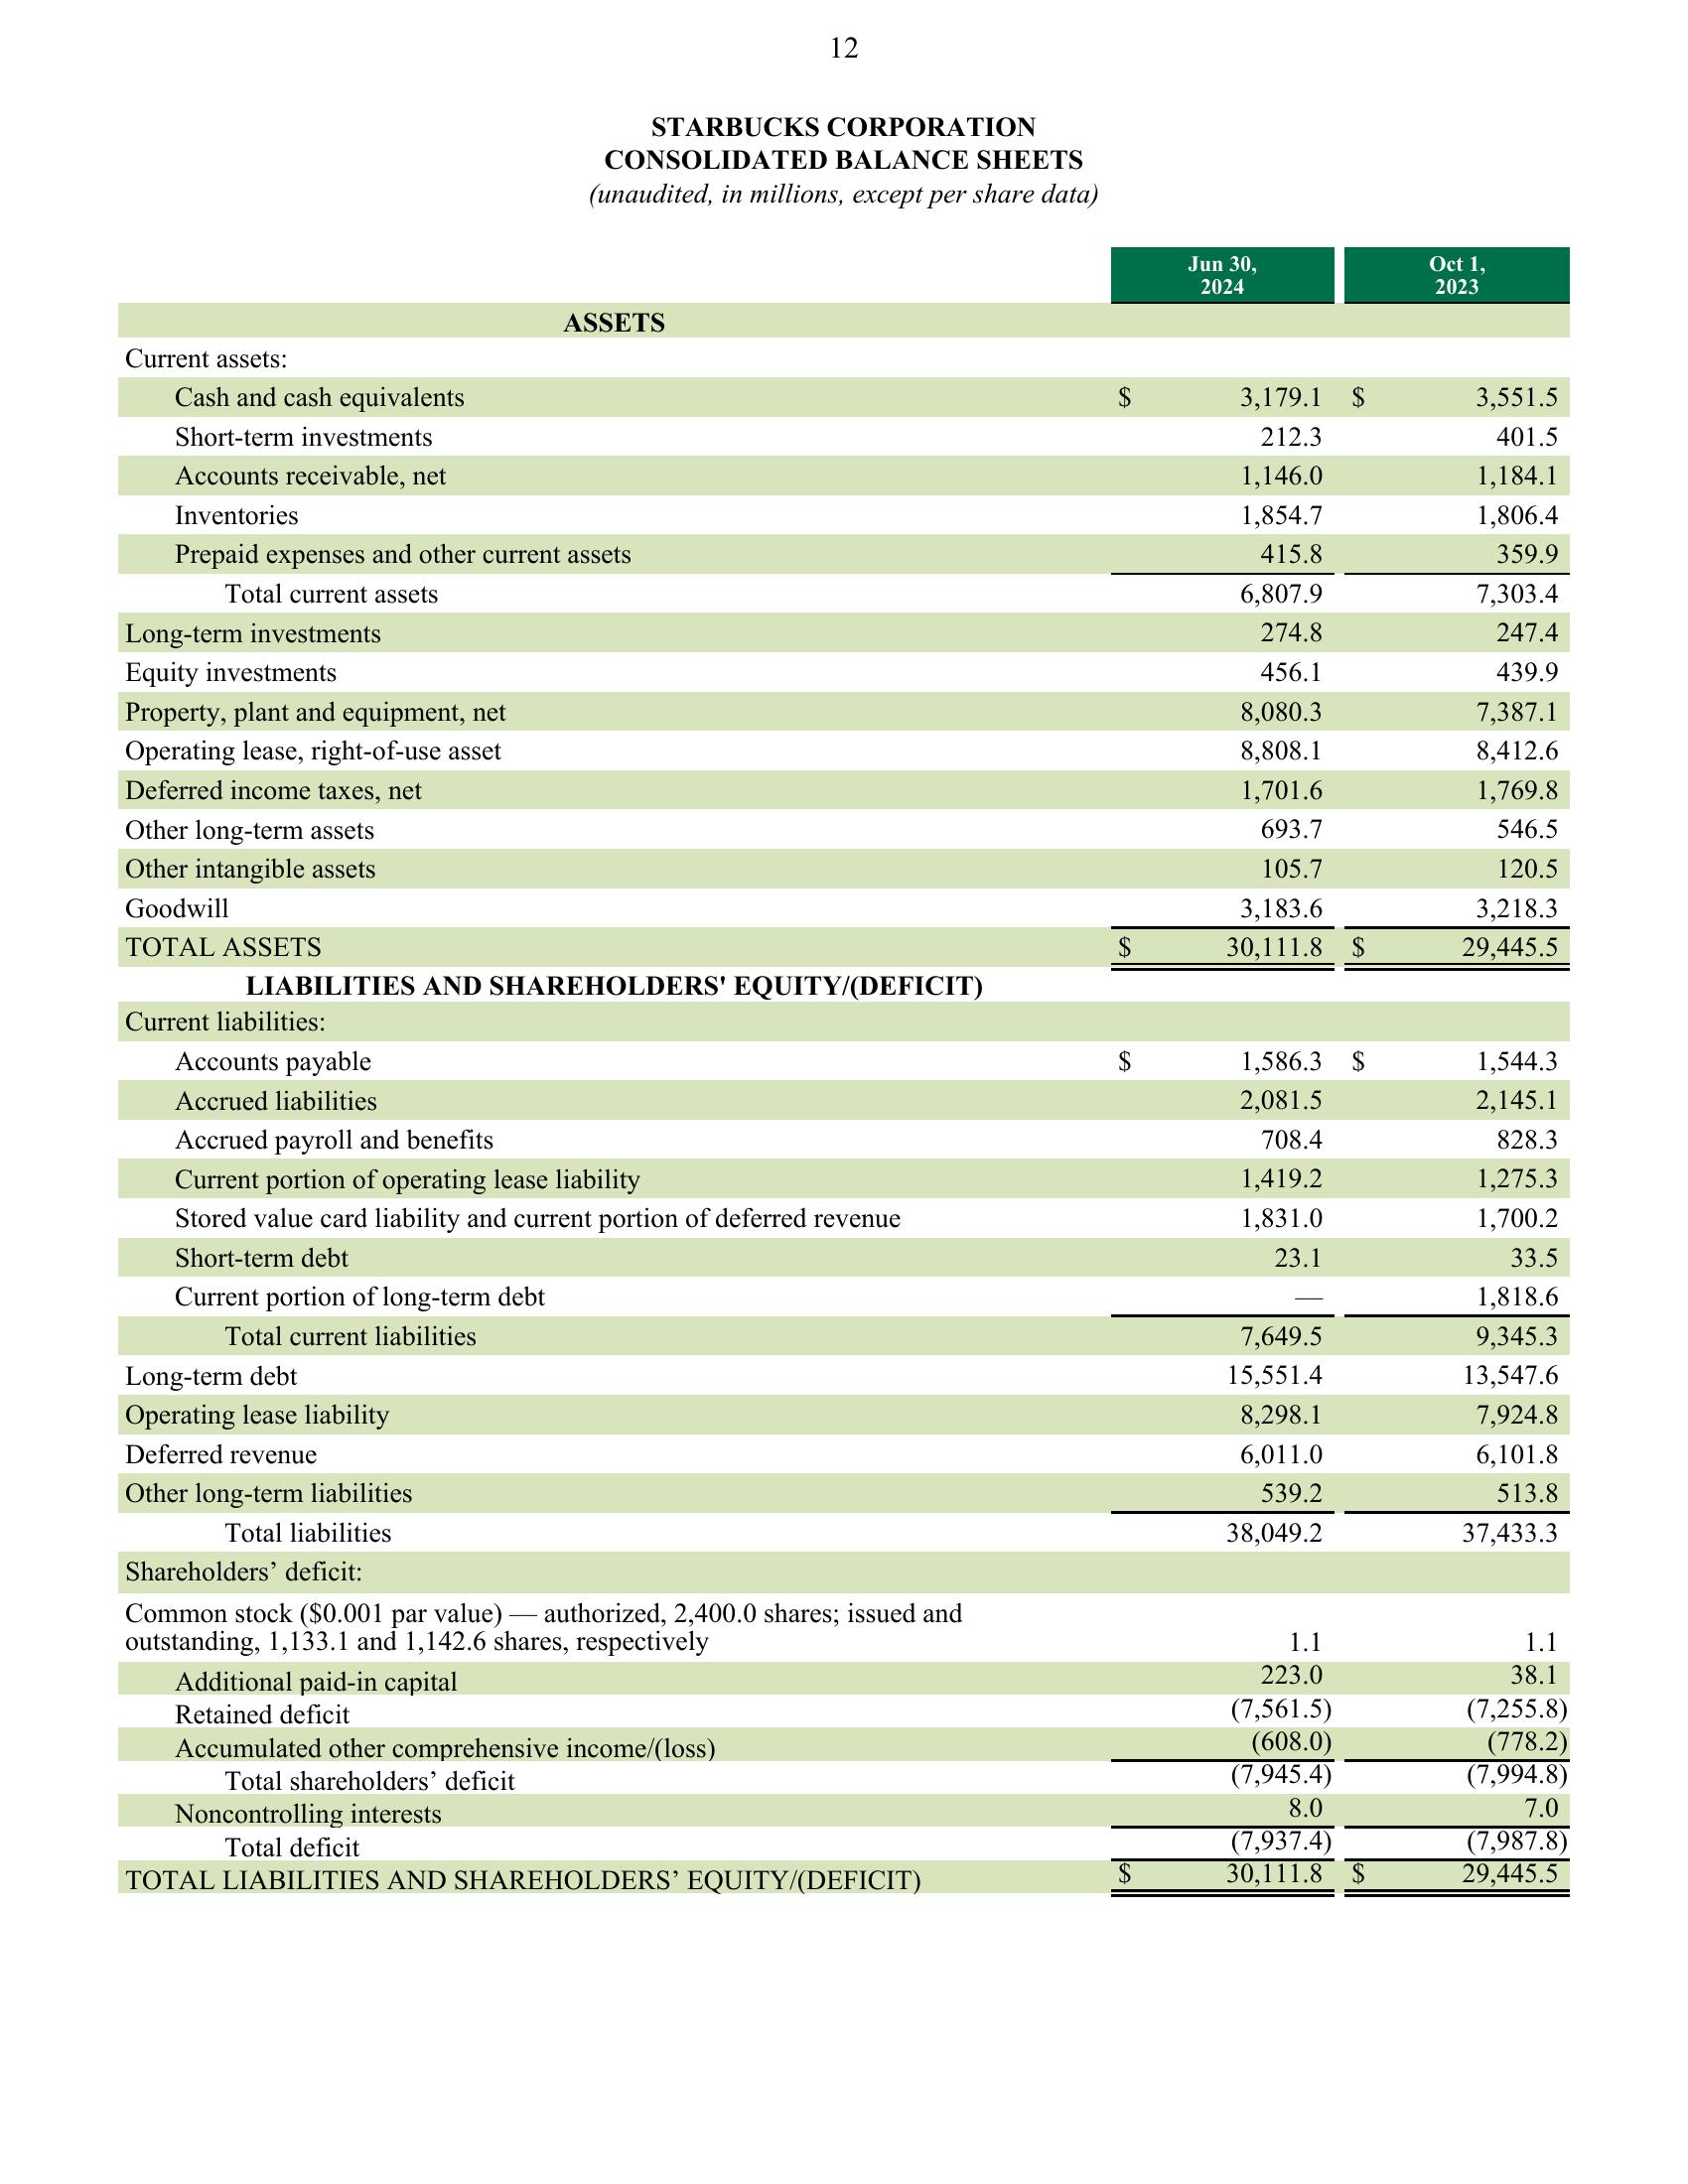 12
STARBUCKS CORPORATION
CONSOLIDATED BALANCE SHEETS
(unaudited, in millions, except per share data)
Jun 30, Oct 1,
2024 2023
ASSETS
Current assets:
Cash and cash equivalents $ 3,179.1 $ 3,551.5
Short-term investments 212.3 401.5
Accounts receivable, net 1,146.0 1,184.1
Inventories 1,854.7 1,806.4
Prepaid expenses and other current assets 415.8 359.9
Total current assets 6,807.9 7,303.4
Long-term investments 274.8 247.4
Equity investments 456.1 439.9
Property, plant and equipment, net 8,080.3 7,387.1
Operating lease, right-of-use asset 8,808.1 8,412.6
Deferred income taxes, net 1,701.6 1,769.8
Other long-term assets 693.7 546.5
Other intangible assets 105.7 120.5
Goodwill 3,183.6 3,218.3
TOTAL ASSETS $ 30,111.8 $ 29,445.5
LIABILITIES AND SHAREHOLDERS' EQUITY/(DEFICIT)
Current liabilities:
Accounts payable $ 1,586.3 $ 1,544.3
Accrued liabilities 2,081.5 2,145.1
Accrued payroll and benefits 708.4 828.3
Current portion of operating lease liability 1,419.2 1,275.3
Stored value card liability and current portion of deferred revenue 1,831.0 1,700.2
Short-term debt 23.1 33.5
Current portion of long-term debt — 1,818.6
Total current liabilities 7,649.5 9,345.3
Long-term debt 15,551.4 13,547.6
Operating lease liability 8,298.1 7,924.8
Deferred revenue 6,011.0 6,101.8
Other long-term liabilities 539.2 513.8
Total liabilities 38,049.2 37,433.3
Shareholders’ deficit:
Common stock ($0.001 par value) — authorized, 2,400.0 shares; issued and
outstanding, 1,133.1 and 1,142.6 shares, respectively 1.1 1.1
Additional paid-in capital 223.0 38.1
Retained deficit (7,561.5) (7,255.8)
Accumulated other comprehensive income/(loss) (608.0) (778.2)
Total shareholders’ deficit (7,945.4) (7,994.8)
Noncontrolling interests 8.0 7.0
Total deficit (7,937.4) (7,987.8)
TOTAL LIABILITIES AND SHAREHOLDERS’ EQUITY/(DEFICIT) $ 30,111.8 $ 29,445.5